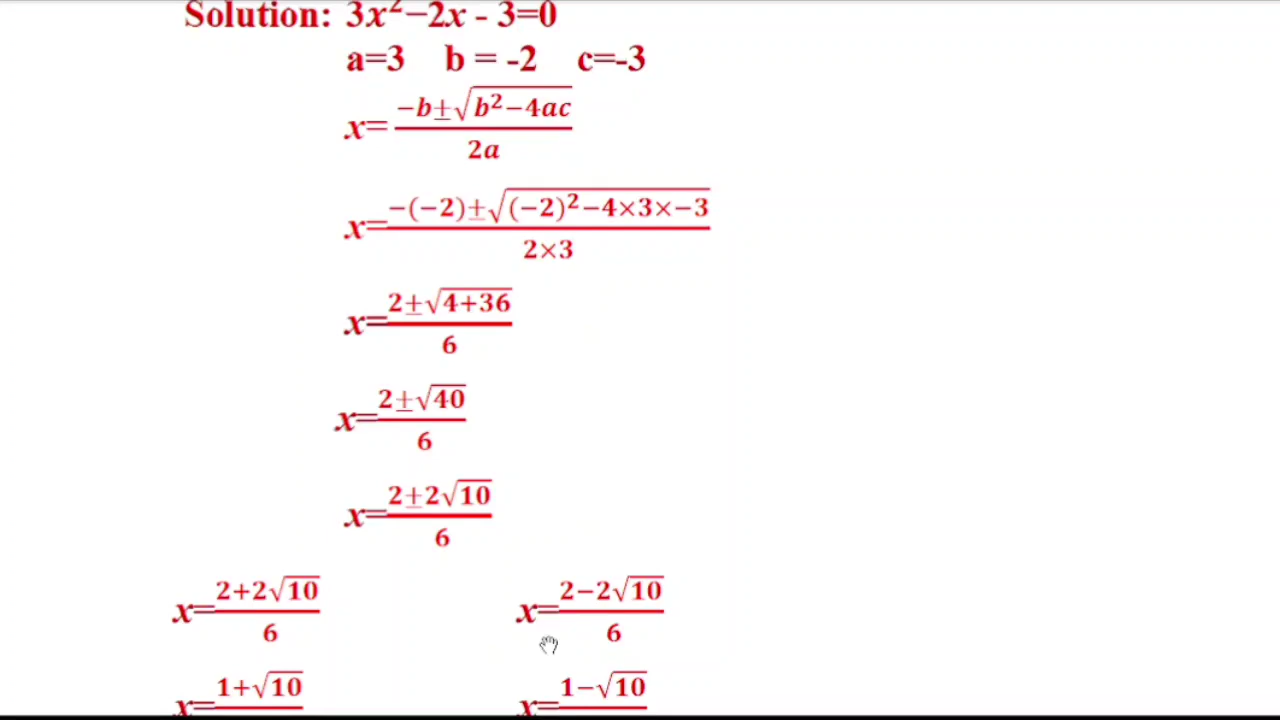 Solution: 3x²−2x - 3=0
a=3 b = -2 c=-3
x= (−b±√(b²−4ac))/(2a)
x= (−(−2)±√((−2)²−4×3×−3))/(2×3)
x= (2±√(4+36))/6
x= (2±√40)/6
x= (2±2√10)/6
x= (2+2√10)/6 x= (2−2√10)/6
x= 1+√10 x= 1−√10